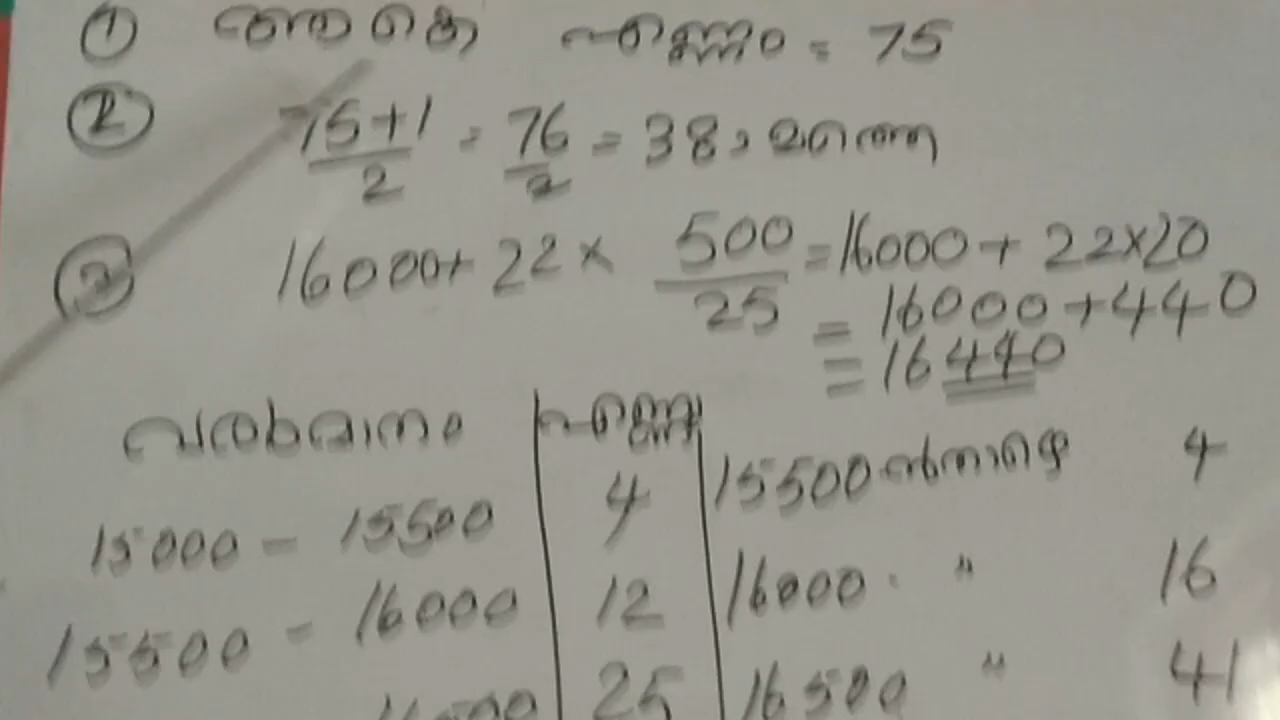 ① ആകെ എണ്ണം = 75
② 75+1/2 = 76/2 = 38, മത്തെ
③ 16000+ 22 × 500/25 = 16000 + 22×20
= 16000 +440
= 16440
വരുമാനം എണ്ണം
15000 - 15500 4 15500 ൽതാഴെ 4
15500 - 16000 12 16000 " 16
25 16500 " 41